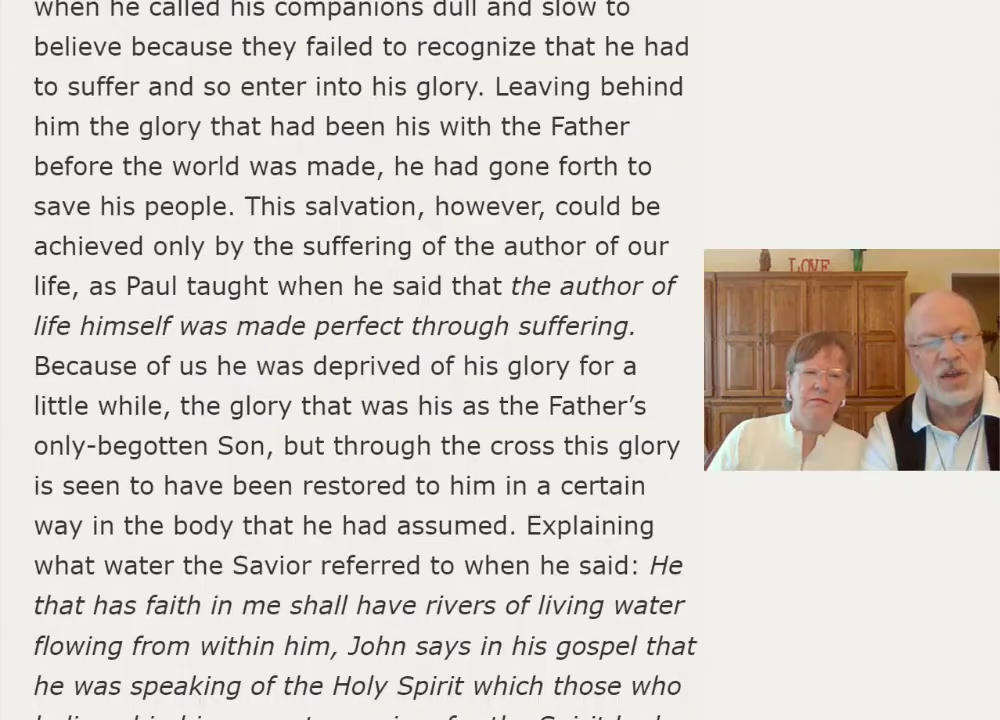 when he called his companions dull and slow to
believe because they failed to recognize that he had
to suffer and so enter into his glory. Leaving behind
him the glory that had been his with the Father
before the world was made, he had gone forth to
save his people. This salvation, however, could be
achieved only by the suffering of the author of our
life, as Paul taught when he said that the author of
life himself was made perfect through suffering.
Because of us he was deprived of his glory for a
little while, the glory that was his as the Father’s
only-begotten Son, but through the cross this glory
is seen to have been restored to him in a certain
way in the body that he had assumed. Explaining
what water the Savior referred to when he said: He
that has faith in me shall have rivers of living water
flowing from within him, John says in his gospel that
he was speaking of the Holy Spirit which those who
LOVE